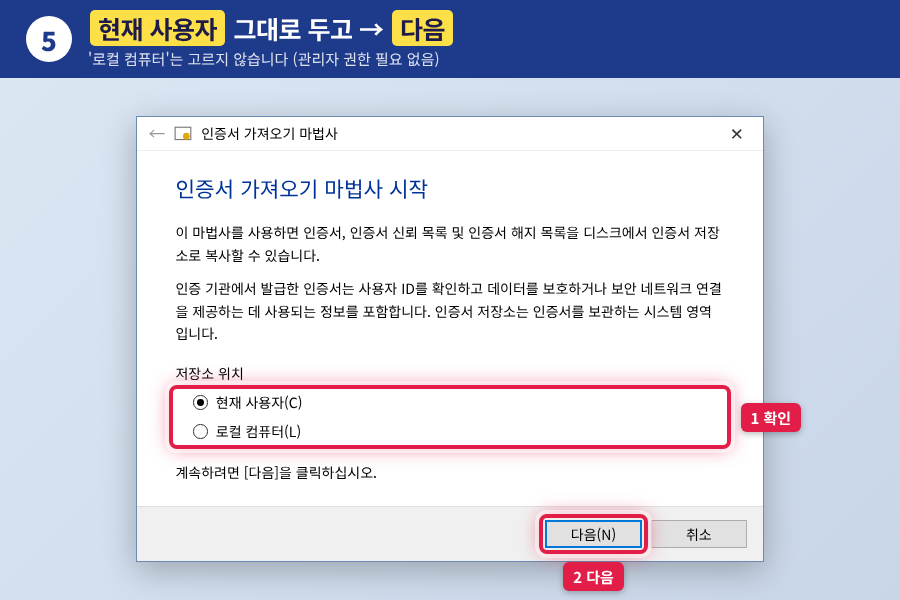 5
현재 사용자 그대로 두고 → 다음
'로컬 컴퓨터'는 고르지 않습니다 (관리자 권한 필요 없음)
← 인증서 가져오기 마법사 ✕
인증서 가져오기 마법사 시작
이 마법사를 사용하면 인증서, 인증서 신뢰 목록 및 인증서 해지 목록을 디스크에서 인증서 저장
소로 복사할 수 있습니다.
인증 기관에서 발급한 인증서는 사용자 ID를 확인하고 데이터를 보호하거나 보안 네트워크 연결
을 제공하는 데 사용되는 정보를 포함합니다. 인증서 저장소는 인증서를 보관하는 시스템 영역
입니다.
저장소 위치
현재 사용자(C)
1 확인
로컬 컴퓨터(L)
계속하려면 [다음]을 클릭하십시오.
다음(N) 취소
2 다음